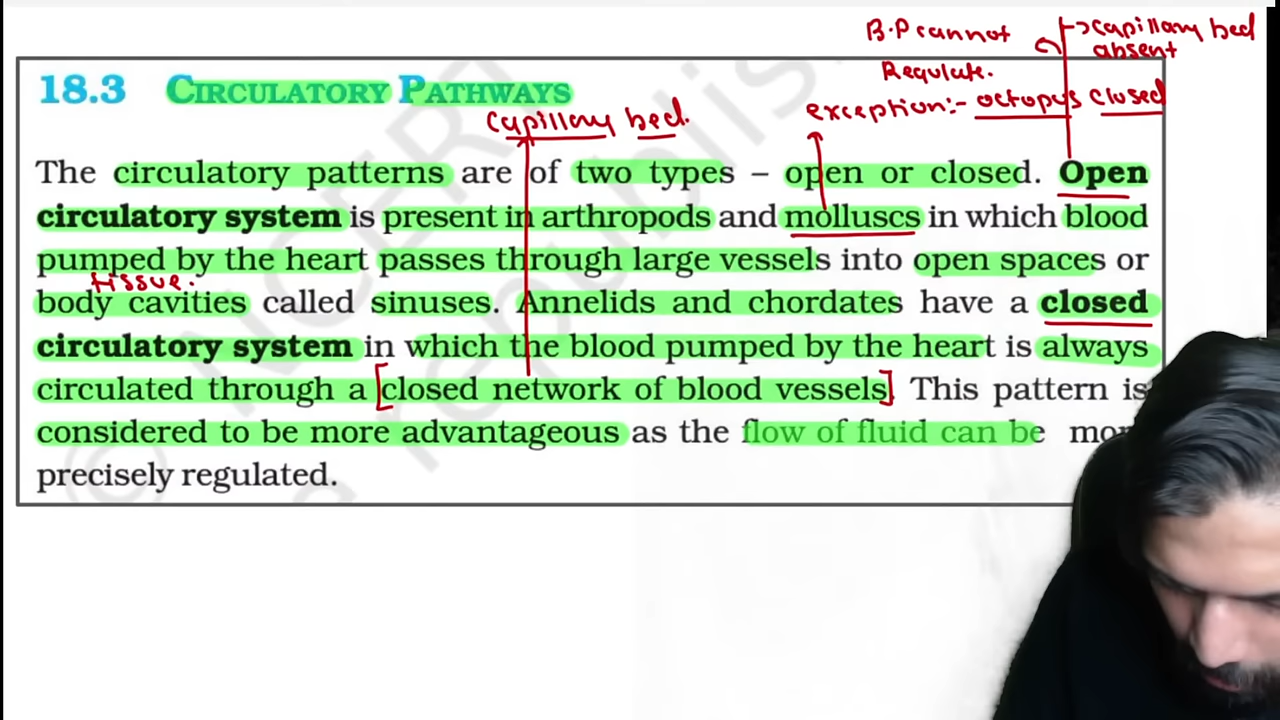 B.P cannot
Regulate.
→ capillary bed
absent
exception:- octopus closed
18.3 CIRCULATORY PATHWAYS
capillary bed.
The circulatory patterns are of two types – open or closed. Open
circulatory system is present in arthropods and molluscs in which blood
pumped by the heart passes through large vessels into open spaces or
tissue.
body cavities called sinuses. Annelids and chordates have a closed
circulatory system in which the blood pumped by the heart is always
circulated through a [closed network of blood vessels]. This pattern is
considered to be more advantageous as the flow of fluid can be
precisely regulated.
© NCERT
republis